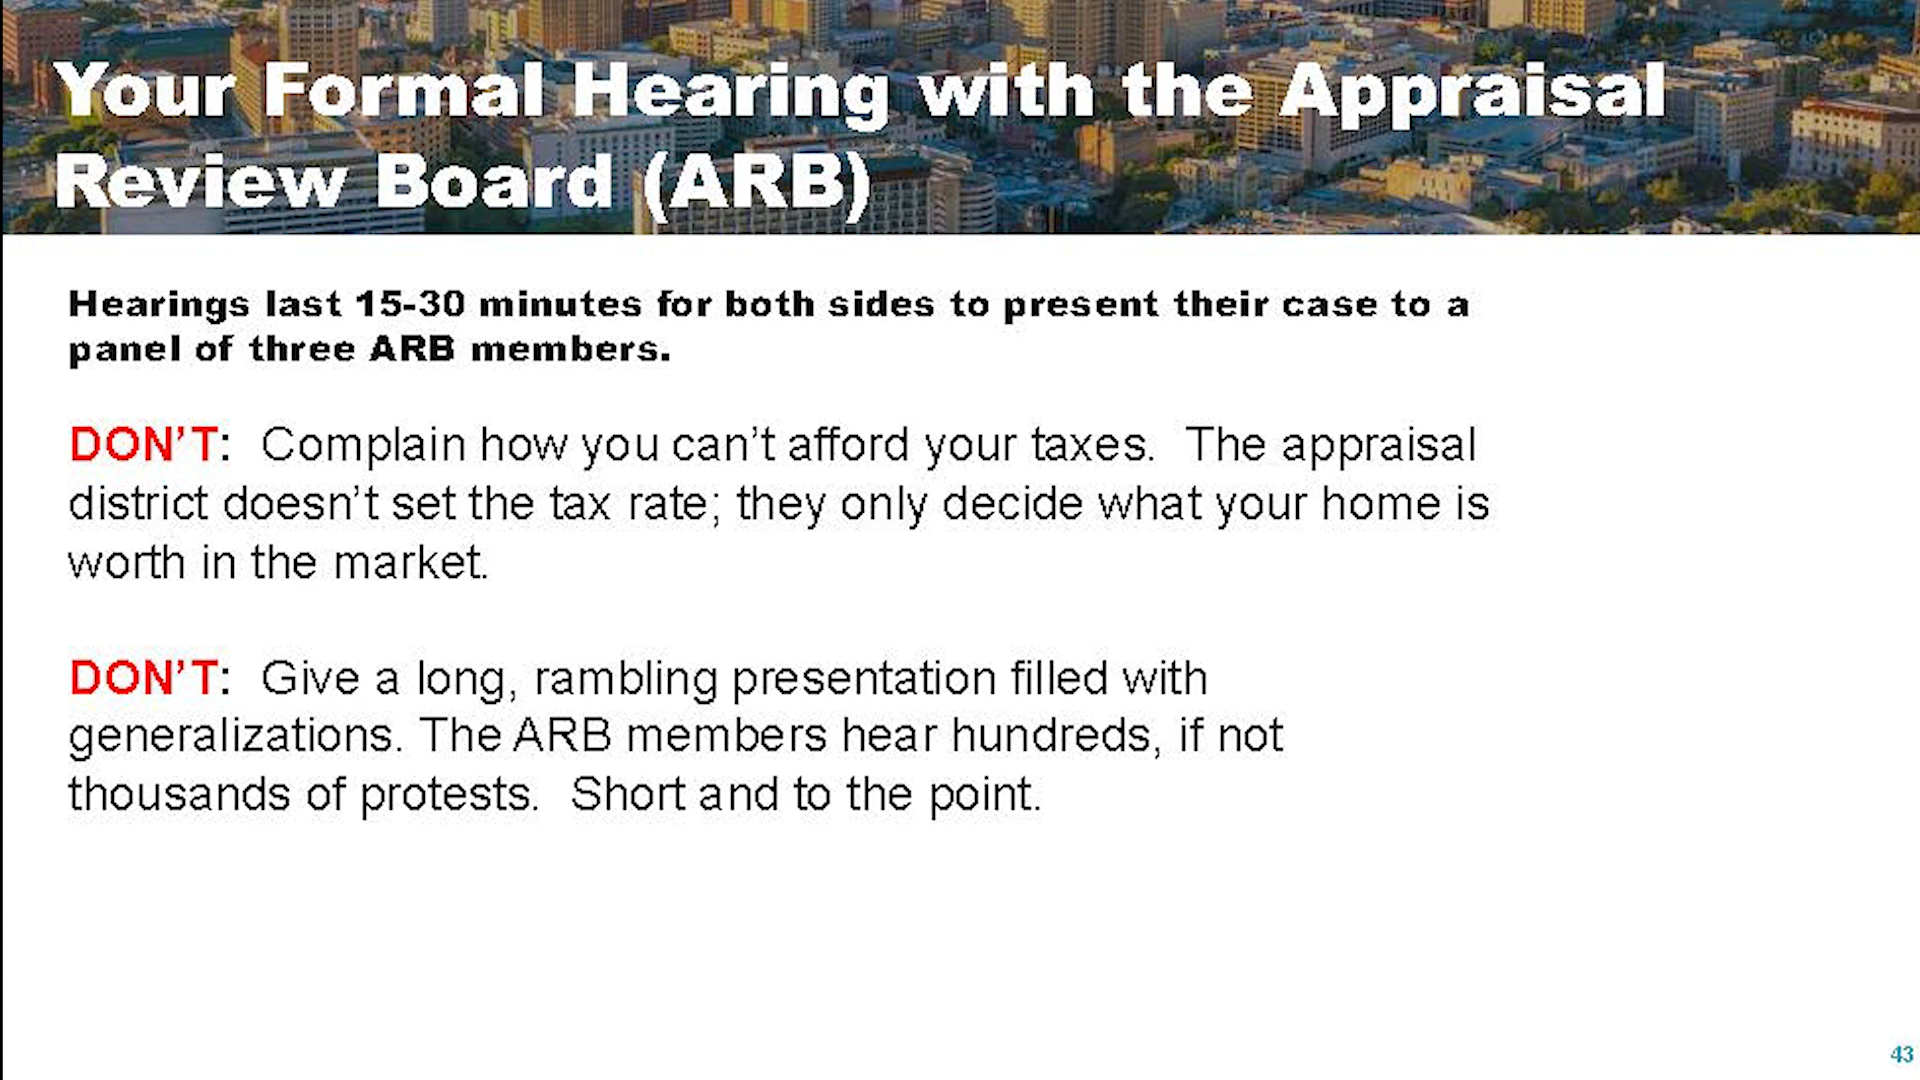 Your Formal Hearing with the Appraisal
Review Board (ARB)
Hearings last 15-30 minutes for both sides to present their case to a
panel of three ARB members.
DON'T:  Complain how you can't afford your taxes.  The appraisal
district doesn't set the tax rate; they only decide what your home is
worth in the market.
DON'T:  Give a long, rambling presentation filled with
generalizations. The ARB members hear hundreds, if not
thousands of protests.  Short and to the point.
43